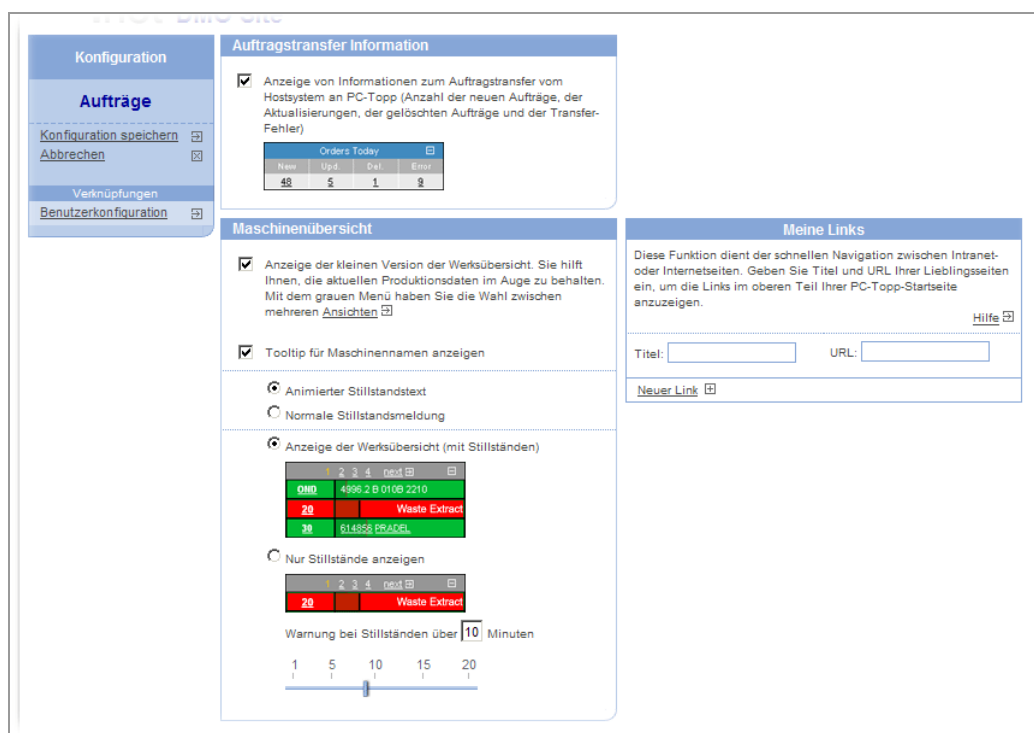 DMO Site
Konfiguration
Aufträge
Konfiguration speichern
Abbrechen
Verknüpfungen
Benutzerkonfiguration
Auftragstransfer Information
Anzeige von Informationen zum Auftragstransfer vom
Hostsystem an PC-Topp (Anzahl der neuen Aufträge, der
Aktualisierungen, der gelöschten Aufträge und der Transfer-
Fehler)
Orders Today
New Upd. Del. Error
48 5 1 9
Maschinenübersicht
Anzeige der kleinen Version der Werksübersicht. Sie hilft
Ihnen, die aktuellen Produktionsdaten im Auge zu behalten.
Mit dem grauen Menü haben Sie die Wahl zwischen
mehreren Ansichten
Tooltip für Maschinennamen anzeigen
Animierter Stillstandstext
Normale Stillstandsmeldung
Anzeige der Werksübersicht (mit Stillständen)
1 2 3 4 next
OND 4996.2 B 010B 2210
20 Waste Extract
30 614856 PRADEL
Nur Stillstände anzeigen
1 2 3 4 next
20 Waste Extract
Warnung bei Stillständen über 10 Minuten
1 5 10 15 20
Meine Links
Diese Funktion dient der schnellen Navigation zwischen Intranet-
oder Internetseiten. Geben Sie Titel und URL Ihrer Lieblingsseiten
ein, um die Links im oberen Teil Ihrer PC-Topp-Startseite
anzuzeigen.
Hilfe
Titel: URL:
Neuer Link